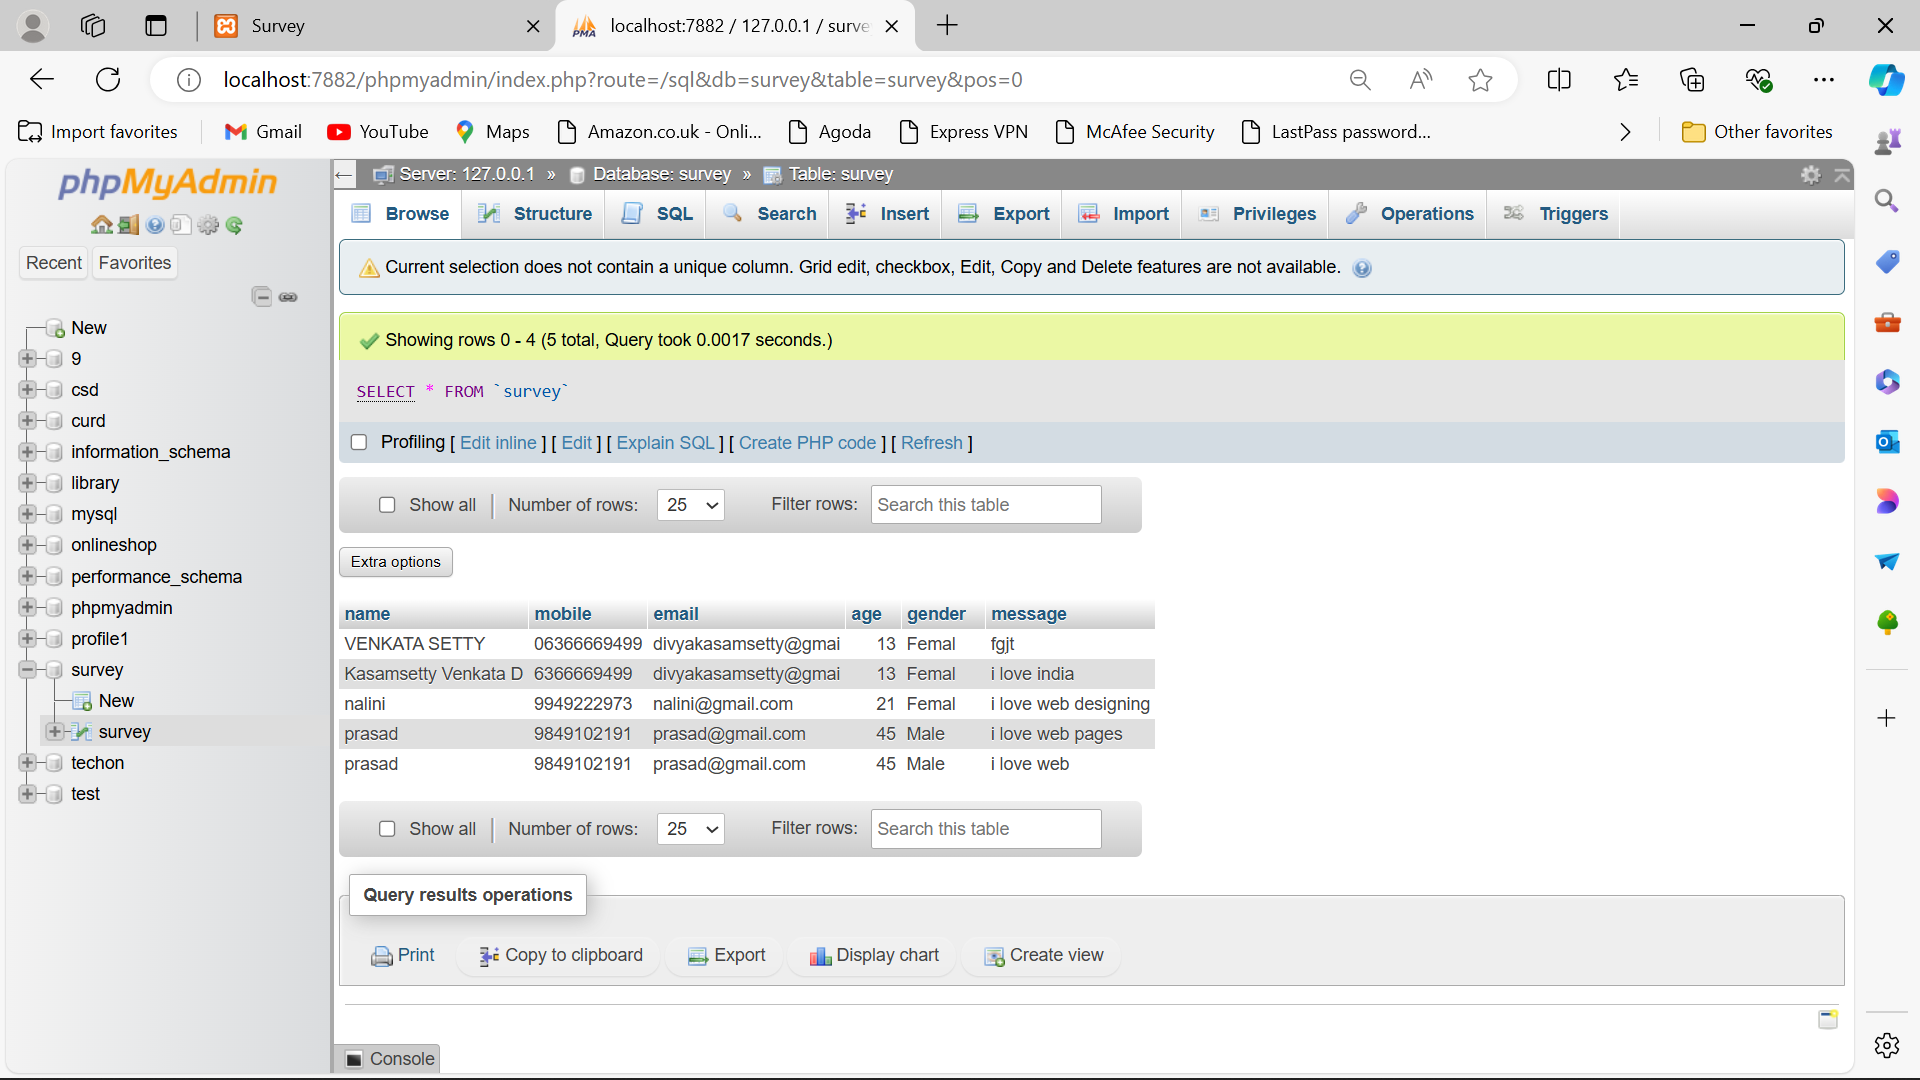 Survey
localhost:7882 / 127.0.0.1 / surve
localhost:7882/phpmyadmin/index.php?route=/sql&db=survey&table=survey&pos=0
Import favorites Gmail YouTube Maps Amazon.co.uk - Onli... Agoda Express VPN McAfee Security LastPass password... Other favorites
phpMyAdmin
Recent Favorites
New
9
csd
curd
information_schema
library
mysql
onlineshop
performance_schema
phpmyadmin
profile1
survey
New
survey
techon
test
Server: 127.0.0.1 » Database: survey » Table: survey
Browse Structure SQL Search Insert Export Import Privileges Operations Triggers
Current selection does not contain a unique column. Grid edit, checkbox, Edit, Copy and Delete features are not available.
Showing rows 0 - 4 (5 total, Query took 0.0017 seconds.)
SELECT * FROM `survey`
Profiling [ Edit inline ] [ Edit ] [ Explain SQL ] [ Create PHP code ] [ Refresh ]
Show all Number of rows: 25 Filter rows: Search this table
Extra options
name mobile email age gender message
VENKATA SETTY 06366669499 divyakasamsetty@gmai 13 Femal fgjt
Kasamsetty Venkata D 6366669499 divyakasamsetty@gmai 13 Femal i love india
nalini 9949222973 nalini@gmail.com 21 Femal i love web designing
prasad 9849102191 prasad@gmail.com 45 Male i love web pages
prasad 9849102191 prasad@gmail.com 45 Male i love web
Show all Number of rows: 25 Filter rows: Search this table
Query results operations
Print Copy to clipboard Export Display chart Create view
Console